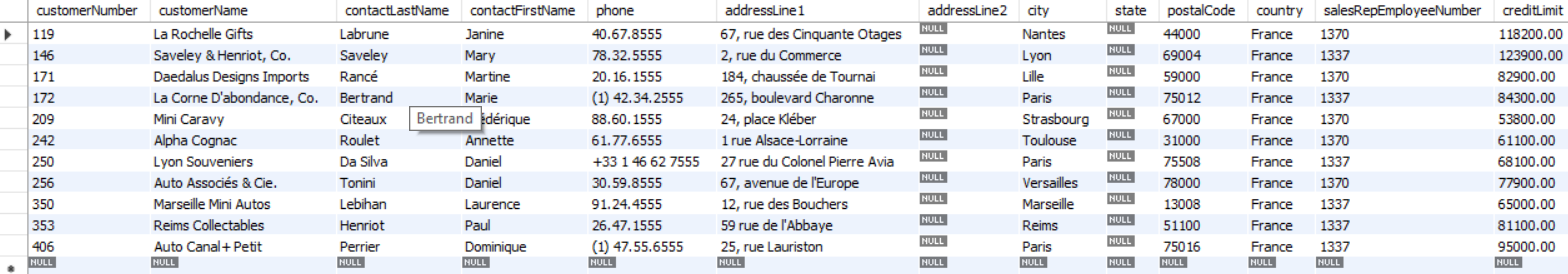 customerNumber customerName contactLastName contactFirstName phone addressLine1 addressLine2 city state postalCode country salesRepEmployeeNumber creditLimit
119 La Rochelle Gifts Labrune Janine 40.67.8555 67, rue des Cinquante Otages NULL Nantes NULL 44000 France 1370 118200.00
146 Saveley & Henriot, Co. Saveley Mary 78.32.5555 2, rue du Commerce NULL Lyon NULL 69004 France 1337 123900.00
171 Daedalus Designs Imports Rancé Martine 20.16.1555 184, chaussée de Tournai NULL Lille NULL 59000 France 1370 82900.00
172 La Corne D'abondance, Co. Bertrand Marie (1) 42.34.2555 265, boulevard Charonne NULL Paris NULL 75012 France 1337 84300.00
209 Mini Caravy Citeaux Bertrand édérique 88.60.1555 24, place Kléber NULL Strasbourg NULL 67000 France 1370 53800.00
242 Alpha Cognac Roulet Annette 61.77.6555 1 rue Alsace-Lorraine NULL Toulouse NULL 31000 France 1370 61100.00
250 Lyon Souveniers Da Silva Daniel +33 1 46 62 7555 27 rue du Colonel Pierre Avia NULL Paris NULL 75508 France 1337 68100.00
256 Auto Associés & Cie. Tonini Daniel 30.59.8555 67, avenue de l'Europe NULL Versailles NULL 78000 France 1370 77900.00
350 Marseille Mini Autos Lebihan Laurence 91.24.4555 12, rue des Bouchers NULL Marseille NULL 13008 France 1337 65000.00
353 Reims Collectables Henriot Paul 26.47.1555 59 rue de l'Abbaye NULL Reims NULL 51100 France 1337 81100.00
406 Auto Canal+ Petit Perrier Dominique (1) 47.55.6555 25, rue Lauriston NULL Paris NULL 75016 France 1337 95000.00
NULL NULL NULL NULL NULL NULL NULL NULL NULL NULL NULL NULL NULL